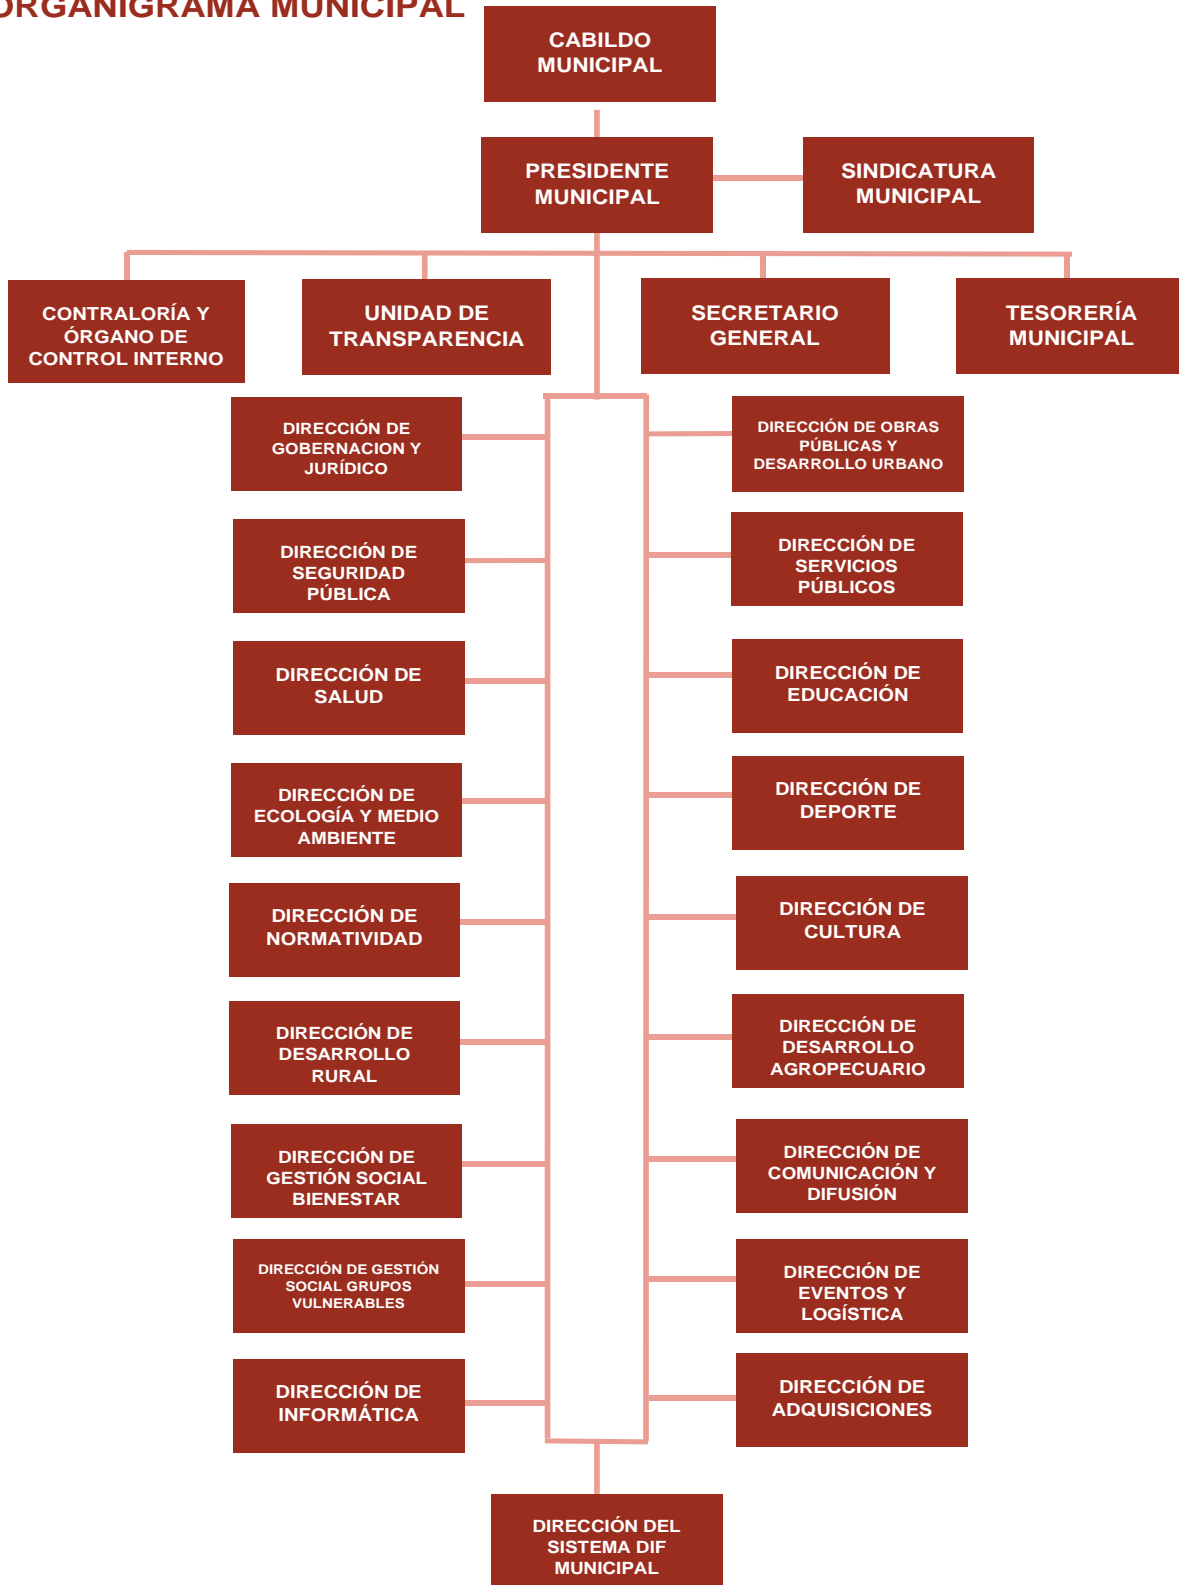 ORGANIGRAMA MUNICIPAL
CABILDO
MUNICIPAL
PRESIDENTE
MUNICIPAL
SINDICATURA
MUNICIPAL
CONTRALORÍA Y
ÓRGANO DE
CONTROL INTERNO
UNIDAD DE
TRANSPARENCIA
SECRETARIO
GENERAL
TESORERÍA
MUNICIPAL
DIRECCIÓN DE
GOBERNACION Y
JURÍDICO
DIRECCIÓN DE OBRAS
PÚBLICAS Y
DESARROLLO URBANO
DIRECCIÓN DE
SEGURIDAD
PÚBLICA
DIRECCIÓN DE
SERVICIOS
PÚBLICOS
DIRECCIÓN DE
SALUD
DIRECCIÓN DE
EDUCACIÓN
DIRECCIÓN DE
ECOLOGÍA Y MEDIO
AMBIENTE
DIRECCIÓN DE
DEPORTE
DIRECCIÓN DE
NORMATIVIDAD
DIRECCIÓN DE
CULTURA
DIRECCIÓN DE
DESARROLLO
RURAL
DIRECCIÓN DE
DESARROLLO
AGROPECUARIO
DIRECCIÓN DE
GESTIÓN SOCIAL
BIENESTAR
DIRECCIÓN DE
COMUNICACIÓN Y
DIFUSIÓN
DIRECCIÓN DE GESTIÓN
SOCIAL GRUPOS
VULNERABLES
DIRECCIÓN DE
EVENTOS Y
LOGÍSTICA
DIRECCIÓN DE
INFORMÁTICA
DIRECCIÓN DE
ADQUISICIONES
DIRECCIÓN DEL
SISTEMA DIF
MUNICIPAL